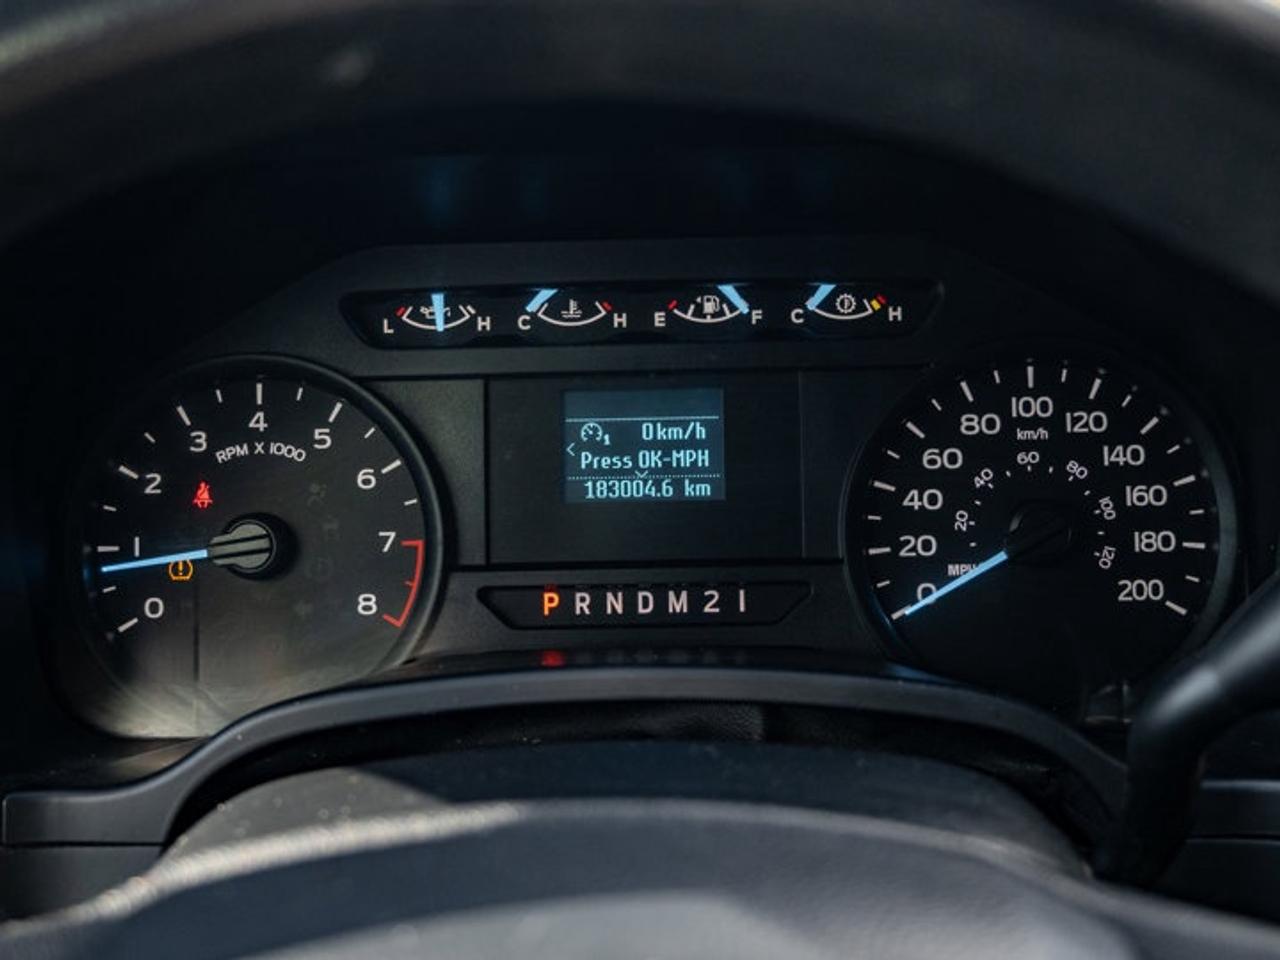 L H C H E F C H
0 1 2 3 4 5 6 7 8
RPM X 1000
0km/h
Press OK-MPH
183004.6 km
P R N D M 2 1
0 20 40 60 80 100 120 140 160 180 200
km/h
20 40 60 80 100 120
MPH